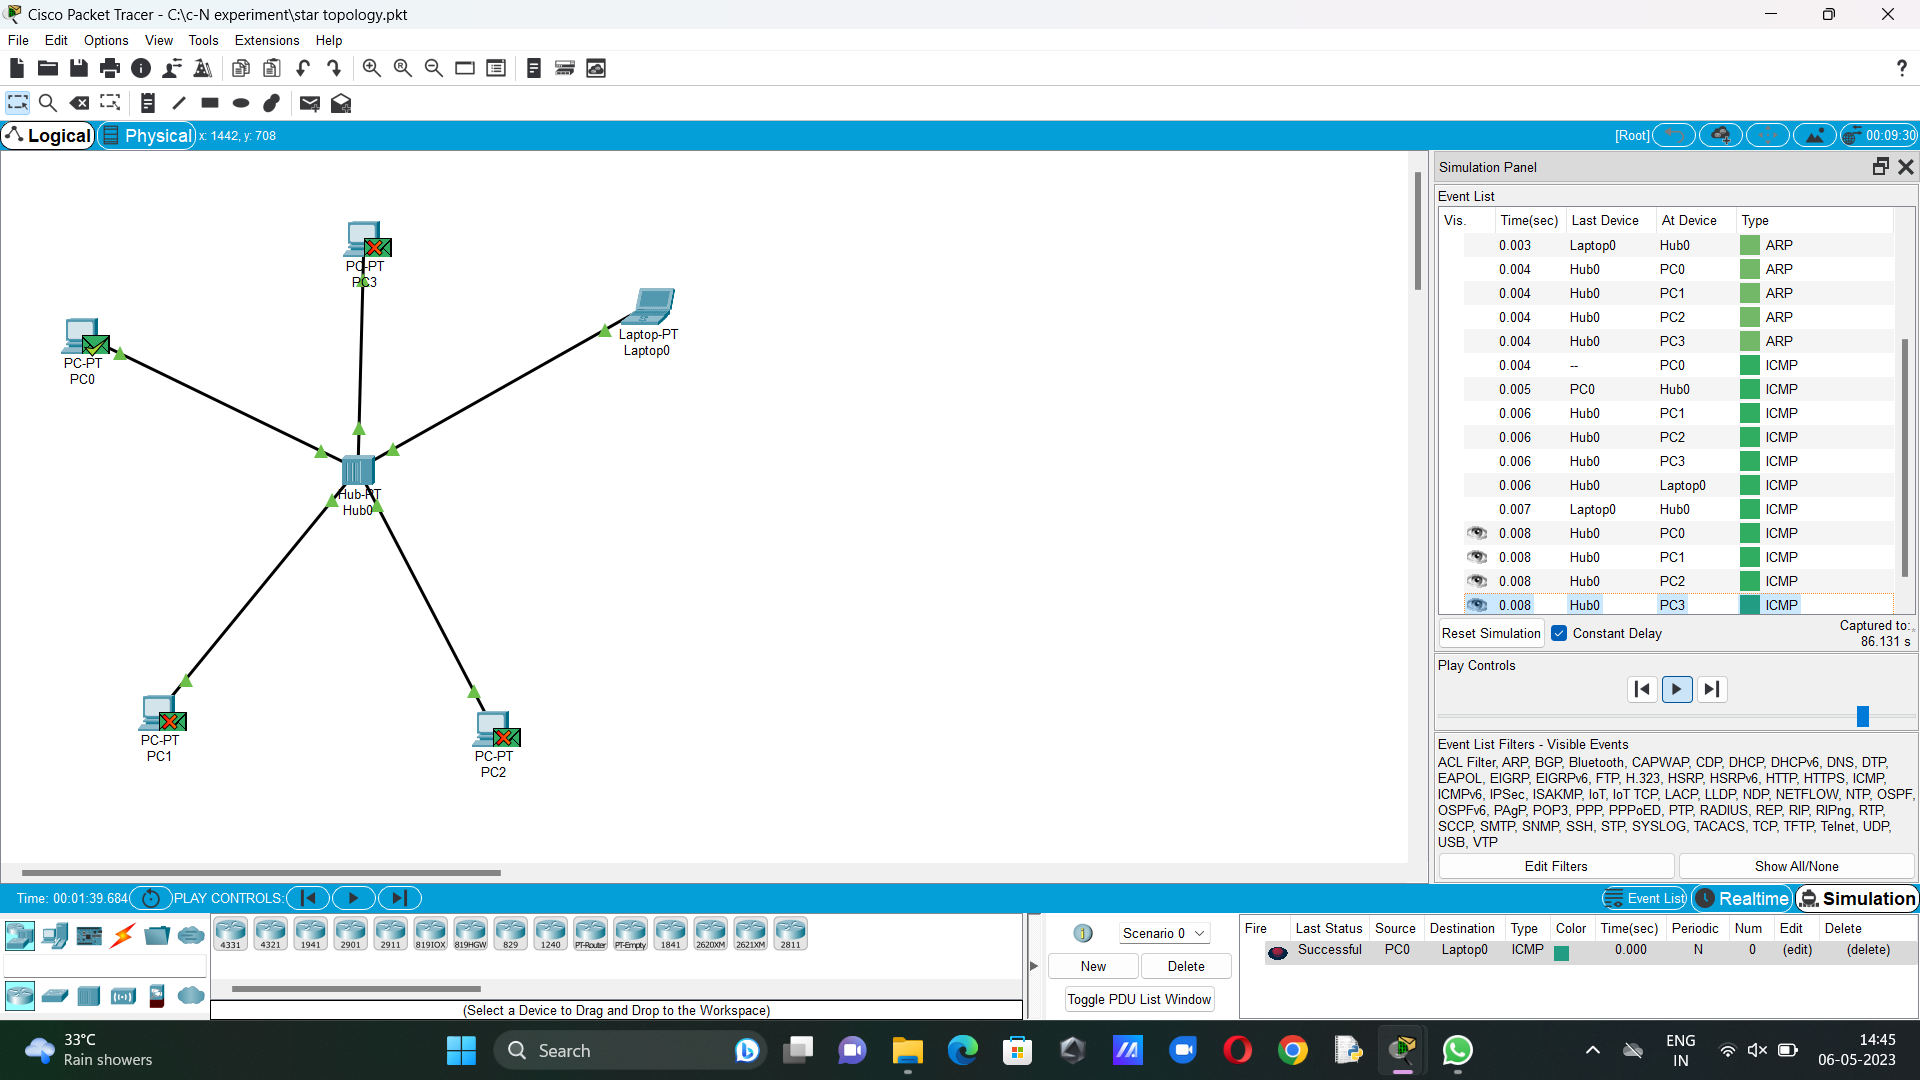 Cisco Packet Tracer - C:\c-N experiment\star topology.pkt
File Edit Options View Tools Extensions Help
?
Logical Physical x: 1442, y: 708 [Root] 00:09:30
PC-PT
PC3
PC-PT
PC0
Laptop-PT
Laptop0
Hub-PT
Hub0
PC-PT
PC1
PC-PT
PC2
Simulation Panel
Event List
Vis. Time(sec) Last Device At Device Type
0.003 Laptop0 Hub0 ARP
0.004 Hub0 PC0 ARP
0.004 Hub0 PC1 ARP
0.004 Hub0 PC2 ARP
0.004 Hub0 PC3 ARP
0.004 -- PC0 ICMP
0.005 PC0 Hub0 ICMP
0.006 Hub0 PC1 ICMP
0.006 Hub0 PC2 ICMP
0.006 Hub0 PC3 ICMP
0.006 Hub0 Laptop0 ICMP
0.007 Laptop0 Hub0 ICMP
0.008 Hub0 PC0 ICMP
0.008 Hub0 PC1 ICMP
0.008 Hub0 PC2 ICMP
0.008 Hub0 PC3 ICMP
Reset Simulation Constant Delay Captured to:
86.131 s
Play Controls
Event List Filters - Visible Events
ACL Filter, ARP, BGP, Bluetooth, CAPWAP, CDP, DHCP, DHCPv6, DNS, DTP,
EAPOL, EIGRP, EIGRPv6, FTP, H.323, HSRP, HSRPv6, HTTP, HTTPS, ICMP,
ICMPv6, IPSec, ISAKMP, IoT, IoT TCP, LACP, LLDP, NDP, NETFLOW, NTP, OSPF,
OSPFv6, PAgP, POP3, PPP, PPPoED, PTP, RADIUS, REP, RIP, RIPng, RTP,
SCCP, SMTP, SNMP, SSH, STP, SYSLOG, TACACS, TCP, TFTP, Telnet, UDP,
USB, VTP
Edit Filters Show All/None
Time: 00:01:39.684 PLAY CONTROLS: Event List Realtime Simulation
4331 4321 1941 2901 2911 819IOX 819HGW 829 1240 PT-Router PT-Empty 1841 2620XM 2621XM 2811
(Select a Device to Drag and Drop to the Workspace)
1 Scenario 0
New Delete
Toggle PDU List Window
Fire Last Status Source Destination Type Color Time(sec) Periodic Num Edit Delete
Successful PC0 Laptop0 ICMP 0.000 N 0 (edit) (delete)
33°C
Rain showers
Search
ENG
IN
14:45
06-05-2023